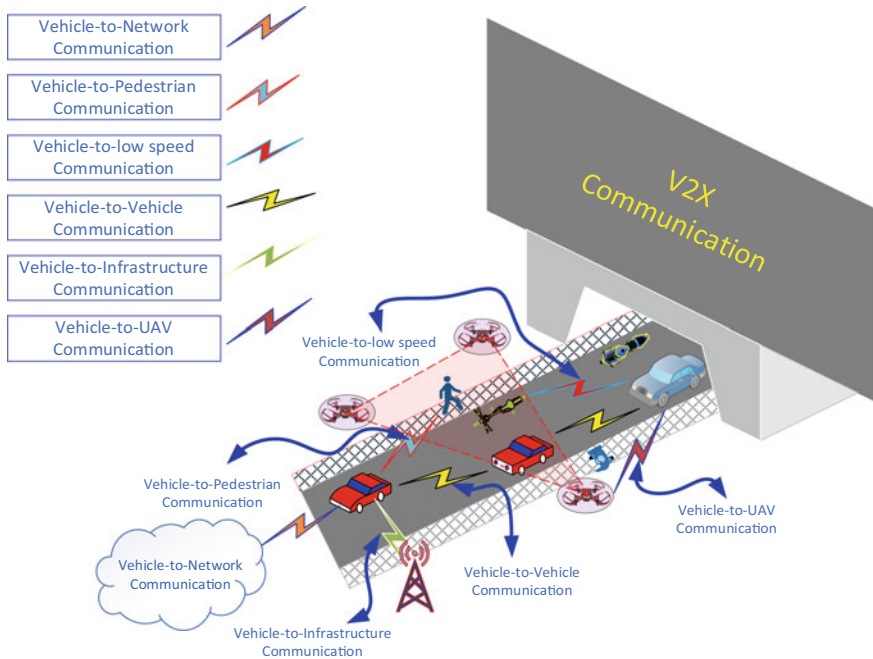 Vehicle-to-Network
Communication
Vehicle-to-Pedestrian
Communication
Vehicle-to-low speed
Communication
Vehicle-to-Vehicle
Communication
Vehicle-to-Infrastructure
Communication
Vehicle-to-UAV
Communication
V2X
Communication
Vehicle-to-low speed
Communication
Vehicle-to-Pedestrian
Communication
Vehicle-to-UAV
Communication
Vehicle-to-Network
Communication
Vehicle-to-Vehicle
Communication
Vehicle-to-Infrastructure
Communication